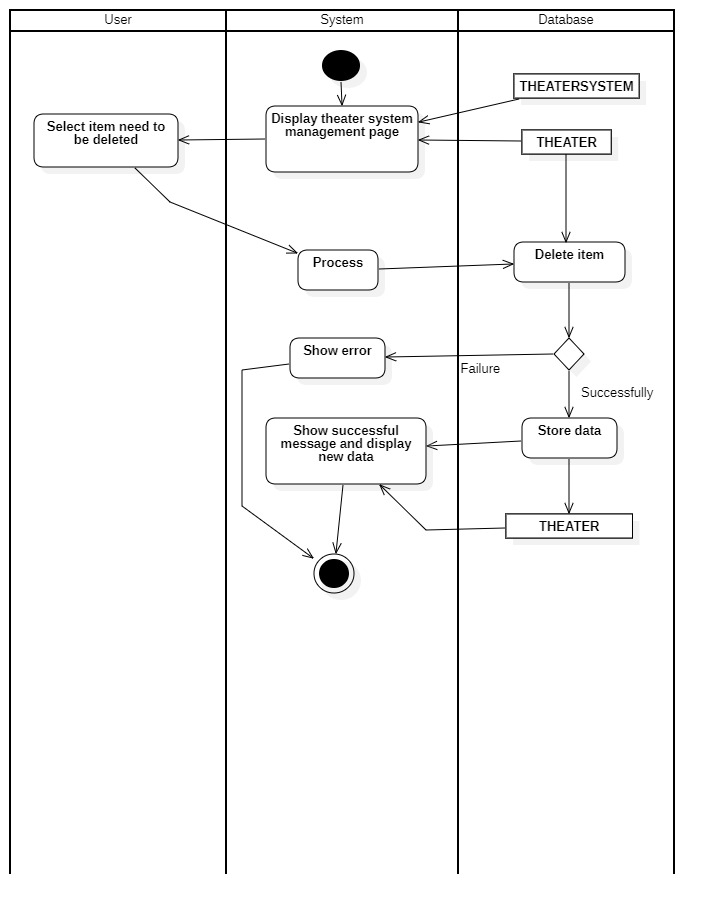 User
System
Database
THEATERSYSTEM
Display theater system
management page
Select item need to
be deleted
THEATER
Process
Delete item
Show error
Failure
Successfully
Show successful
message and display
new data
Store data
THEATER